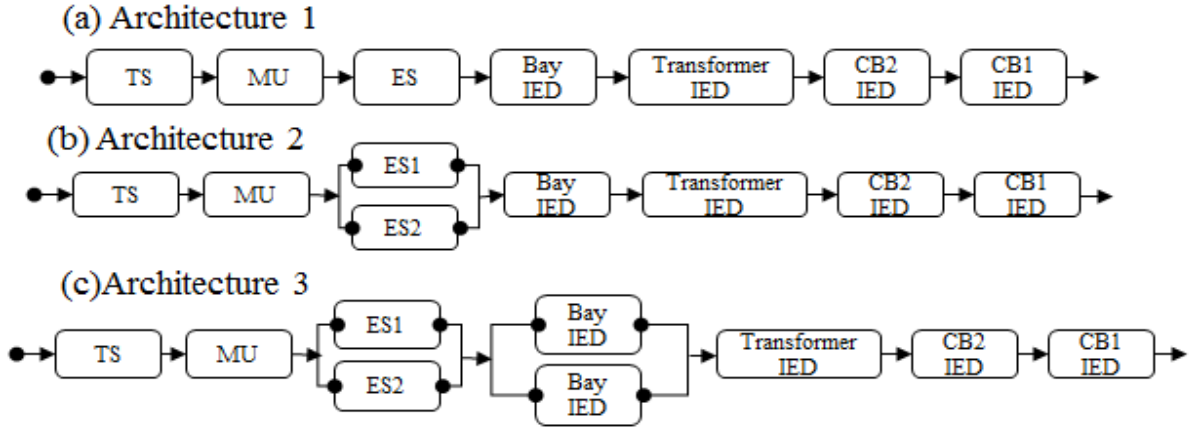 (a) Architecture 1
TS
MU
ES
Bay
IED
Transformer
IED
CB2
IED
CB1
IED
(b) Architecture 2
TS
MU
ES1
ES2
Bay
IED
Transformer
IED
CB2
IED
CB1
IED
(c)Architecture 3
TS
MU
ES1
ES2
Bay
IED
Bay
IED
Transformer
IED
CB2
IED
CB1
IED